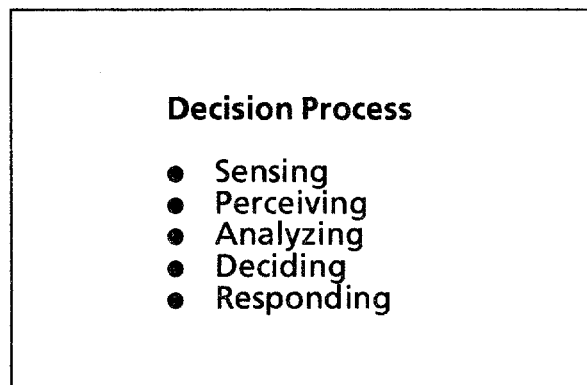 Decision Process
● Sensing
● Perceiving
● Analyzing
● Deciding
● Responding